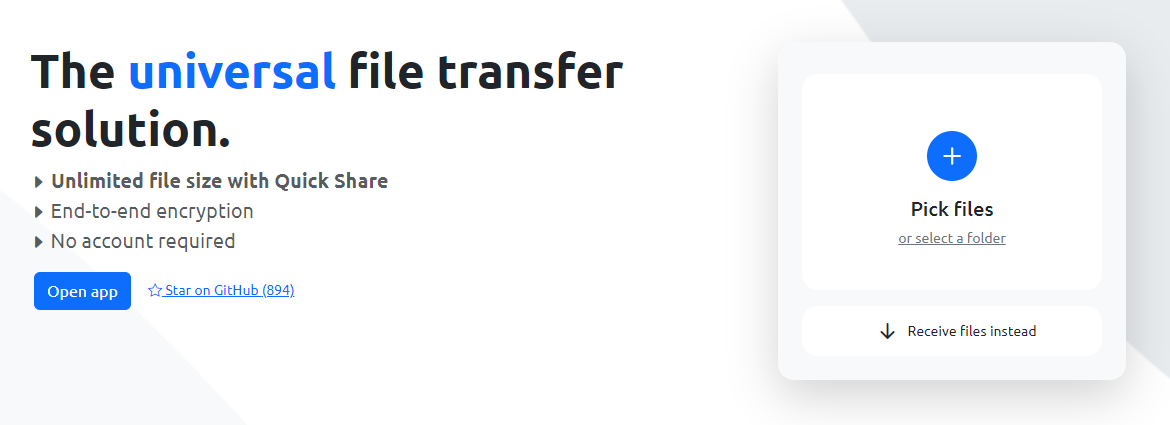 The universal file transfer
solution.
Unlimited file size with Quick Share
End-to-end encryption
No account required
Open app
Star on GitHub (894)
Pick files
or select a folder
Receive files instead